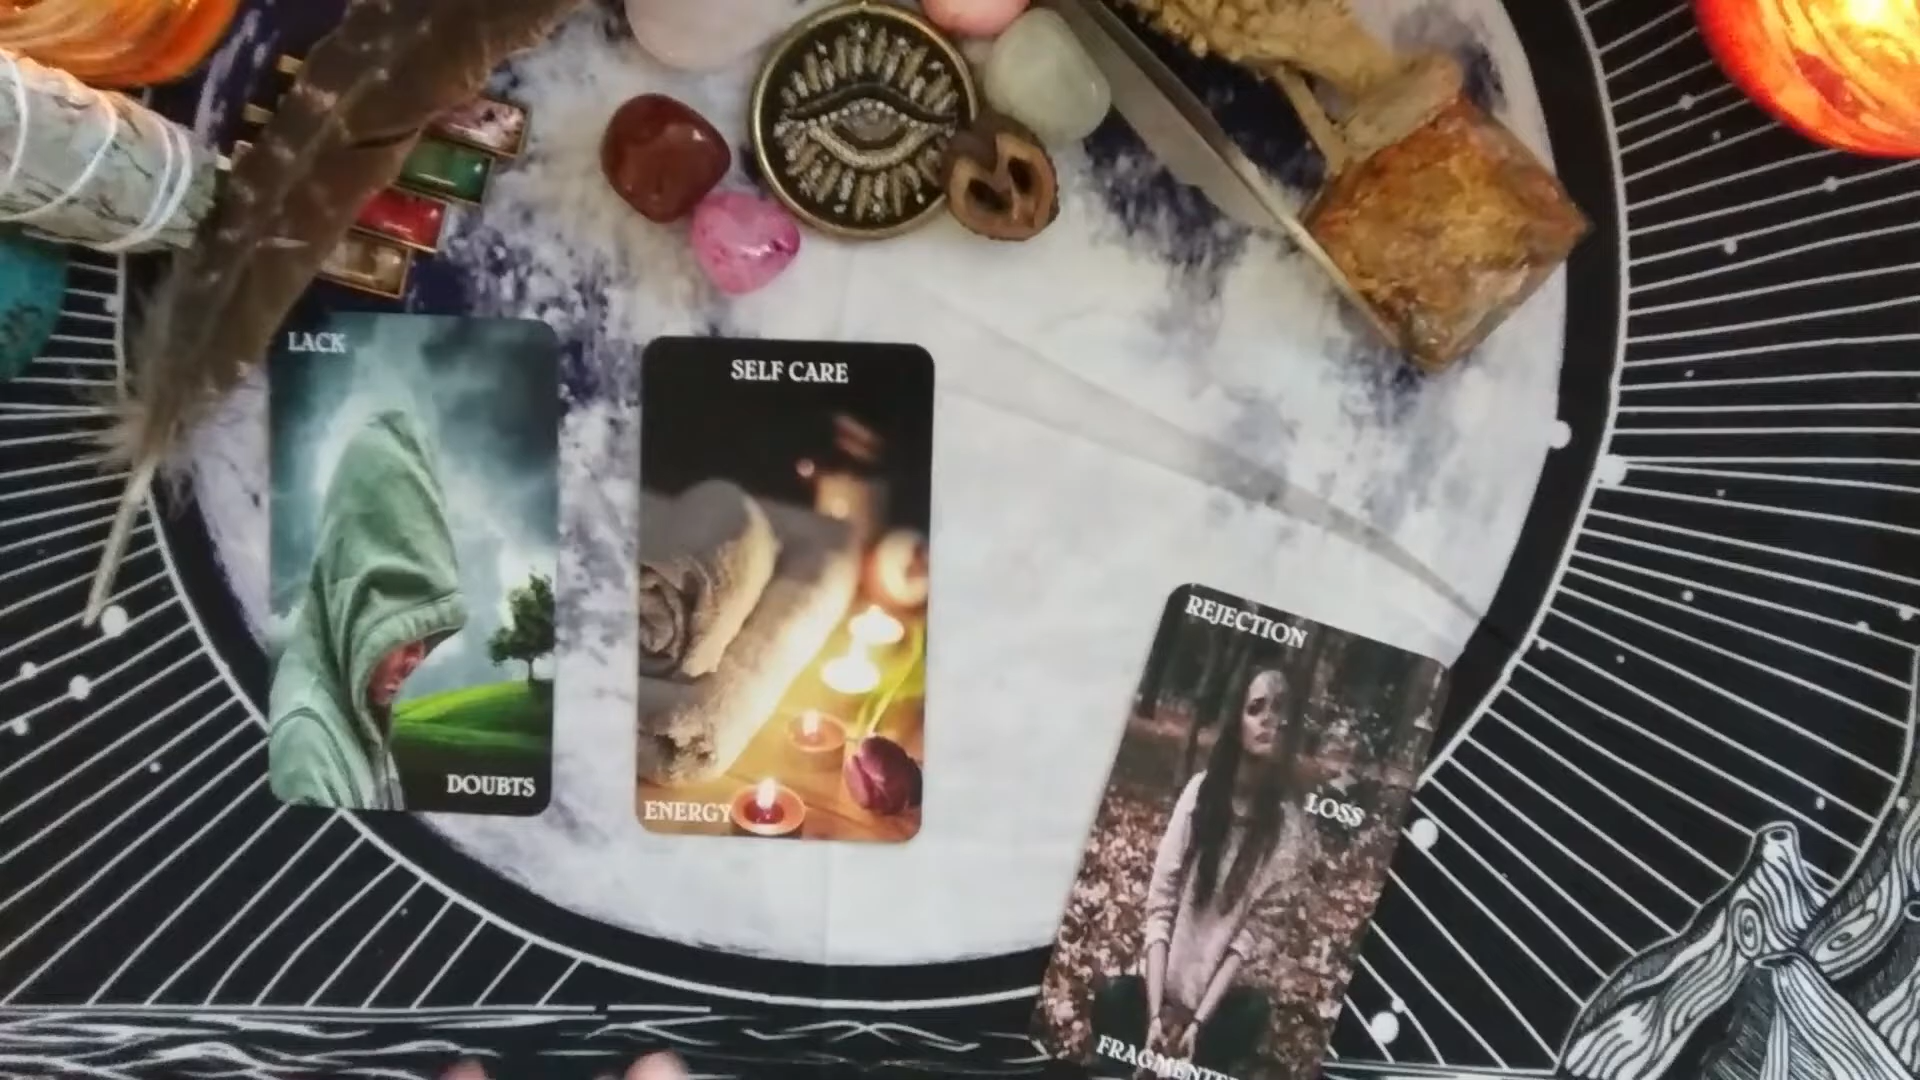 LACK
DOUBTS
SELF CARE
ENERGY
REJECTION
LOSS